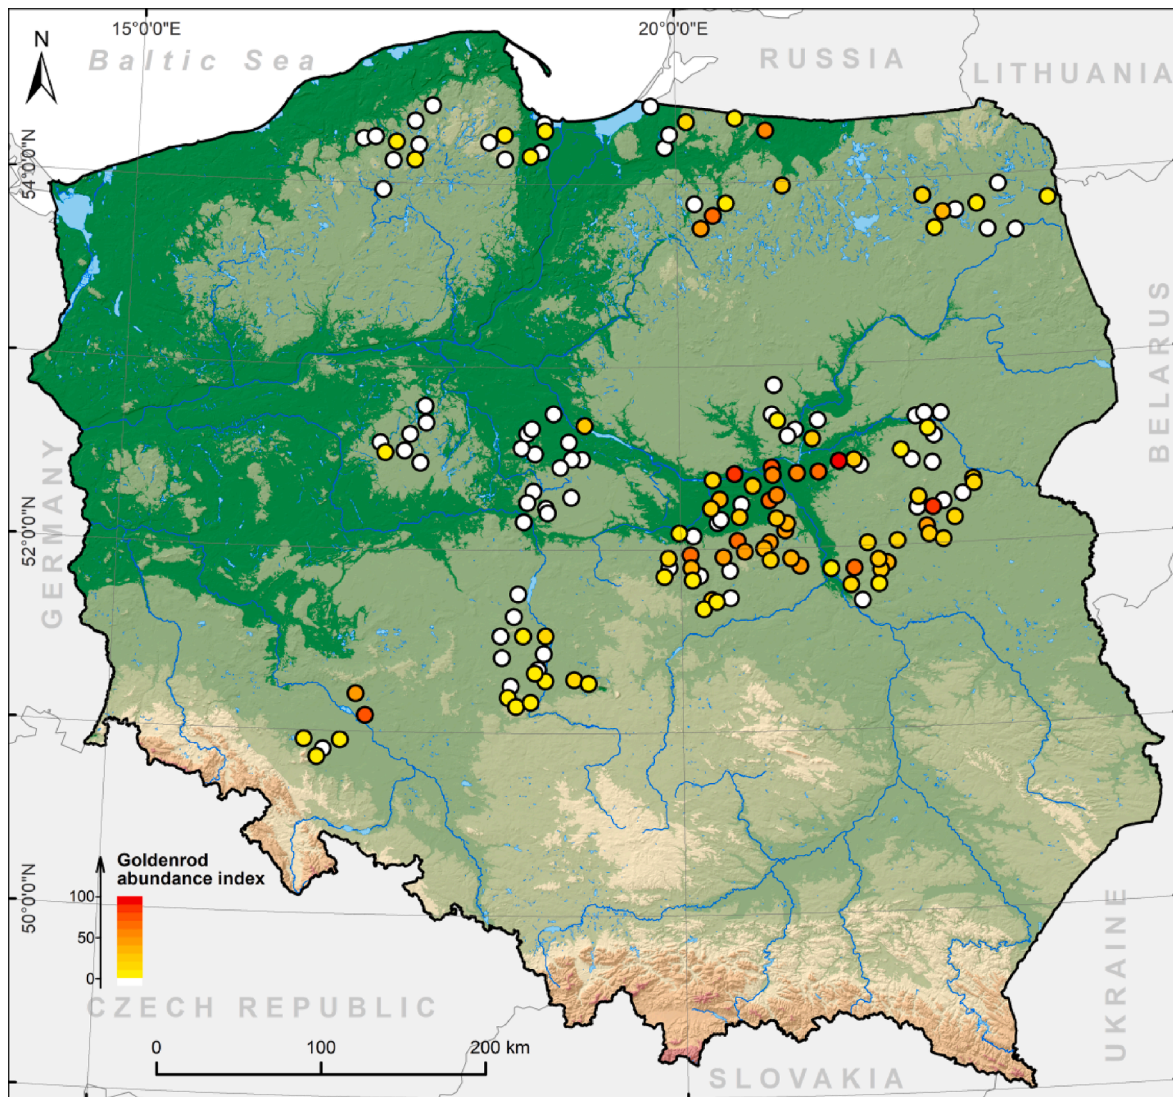 15°0'0"E
20°0'0"E
N
Baltic Sea
RUSSIA
LITHUANIA
54°0'0"N
BELARUS
GERMANY
52°0'0"N
Goldenrod
abundance index
100
50
0
50°0'0"N
UKRAINE
CZECH REPUBLIC
0 100 200 km
SLOVAKIA